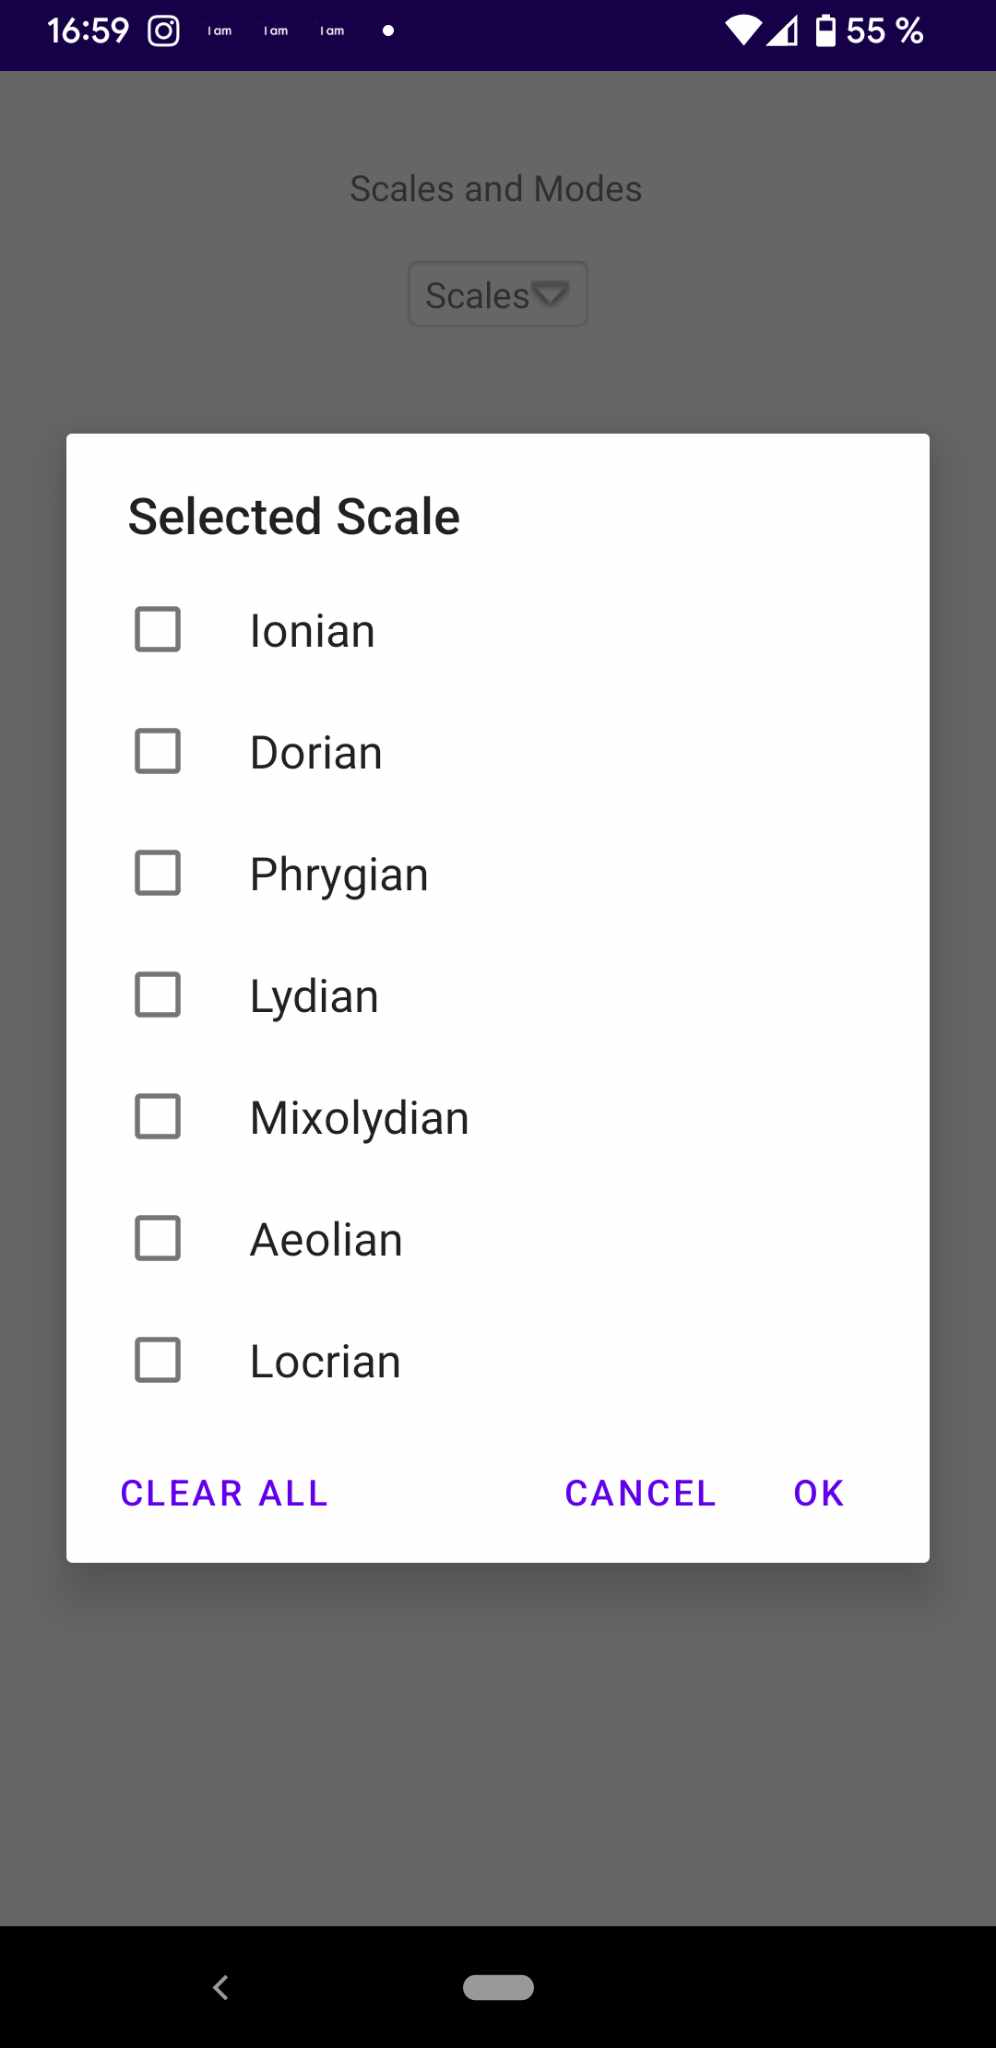 16:59 I am I am I am 55 %
Scales and Modes
Scales
Selected Scale
Ionian
Dorian
Phrygian
Lydian
Mixolydian
Aeolian
Locrian
CLEAR ALL CANCEL OK